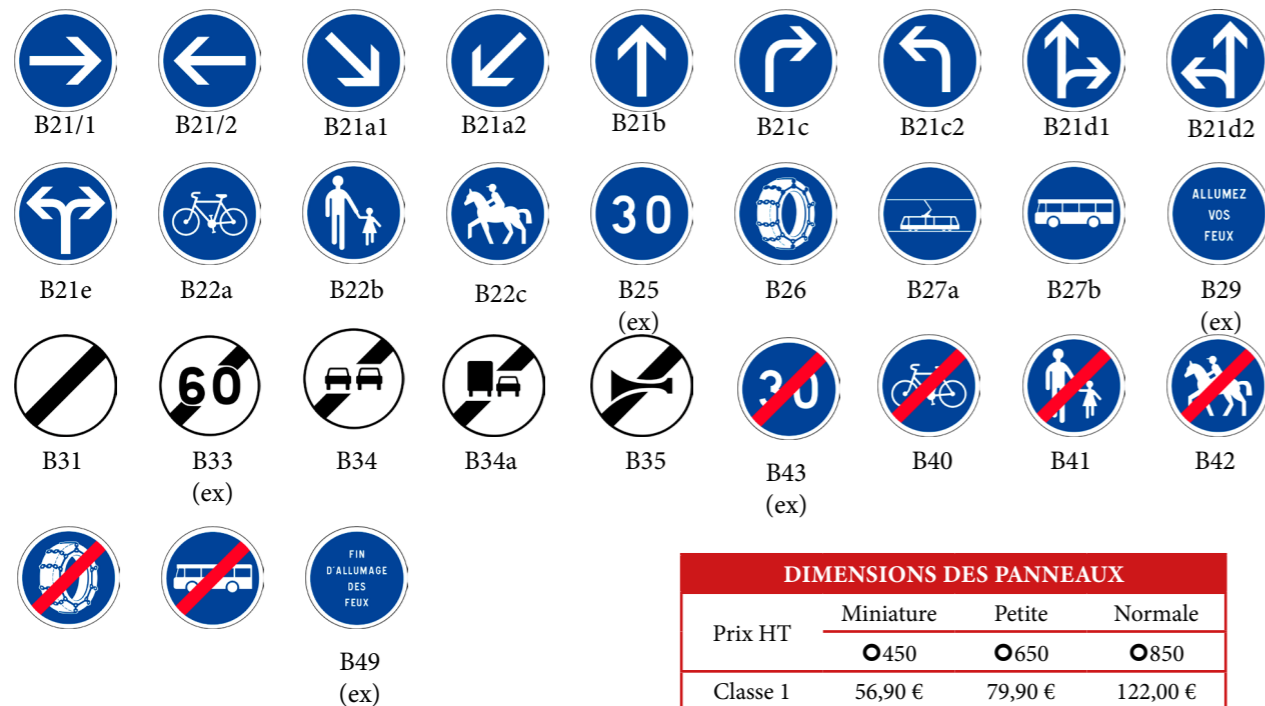 B21/1 B21/2 B21a1 B21a2 B21b B21c B21c2 B21d1 B21d2
30
ALLUMEZ
VOS
FEUX
B21e B22a B22b B22c B25 B26 B27a B27b B29
(ex) (ex)
60 30
B31 B33 B34 B34a B35 B43 B40 B41 B42
(ex) (ex)
FIN
D'ALLUMAGE
DES
FEUX
B49
(ex)
DIMENSIONS DES PANNEAUX
Prix HT Miniature Petite Normale
450 650 850
Classe 1 56,90 € 79,90 € 122,00 €